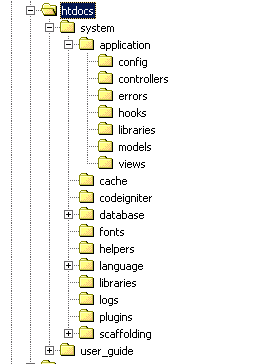 htdocs
system
application
config
controllers
errors
hooks
libraries
models
views
cache
codeigniter
database
fonts
helpers
language
libraries
logs
plugins
scaffolding
user_guide